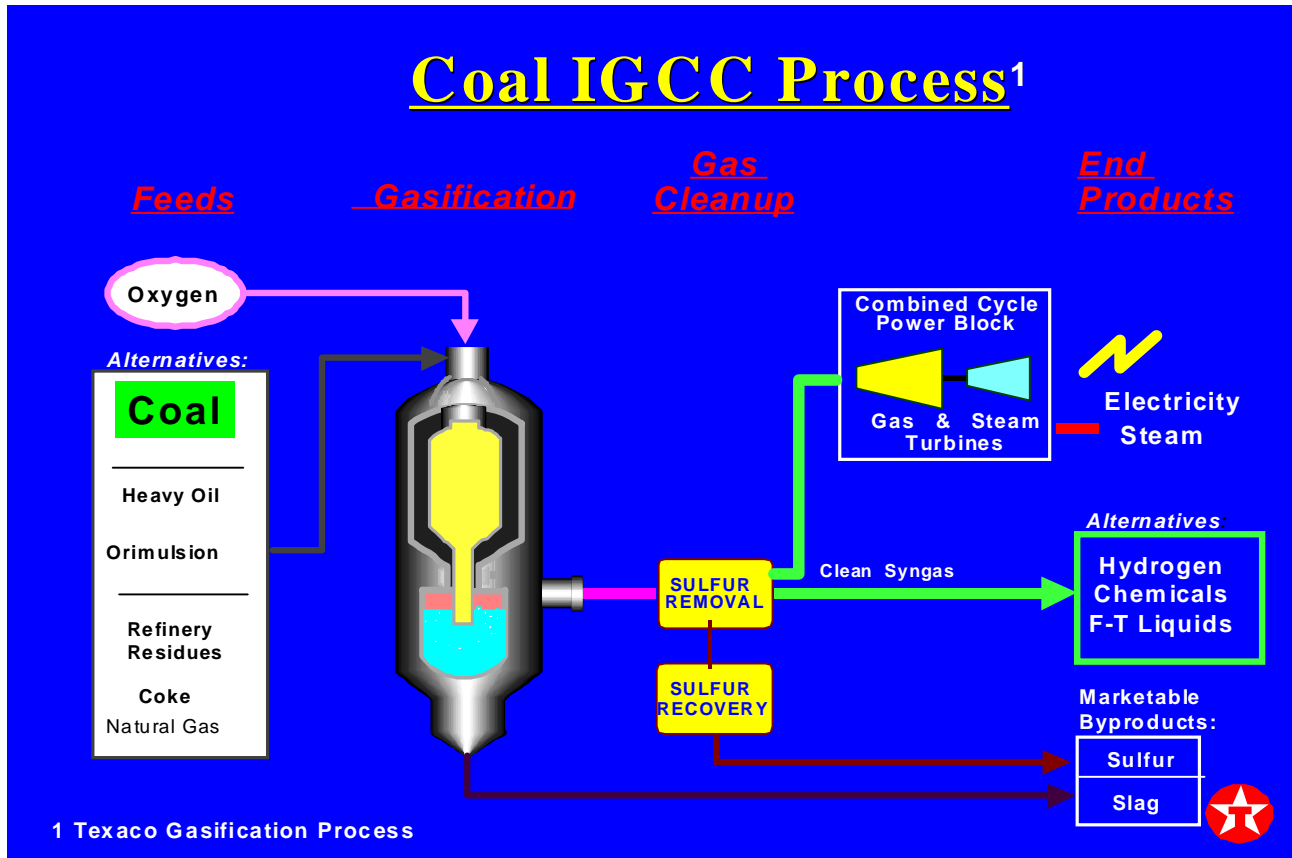 Coal IGCC Process1
Feeds
Gasification
Gas
Cleanup
End
Products
Oxygen
Alternatives:
Coal
Heavy Oil
Orimulsion
Refinery
Residues
Coke
Natural Gas
SULFUR
REMOVAL
SULFUR
RECOVERY
Combined Cycle
Power Block
Gas & Steam
Turbines
Clean Syngas
Electricity
Steam
Alternatives:
Hydrogen
Chemicals
F-T Liquids
Marketable
Byproducts:
Sulfur
Slag
T
1 Texaco Gasification Process